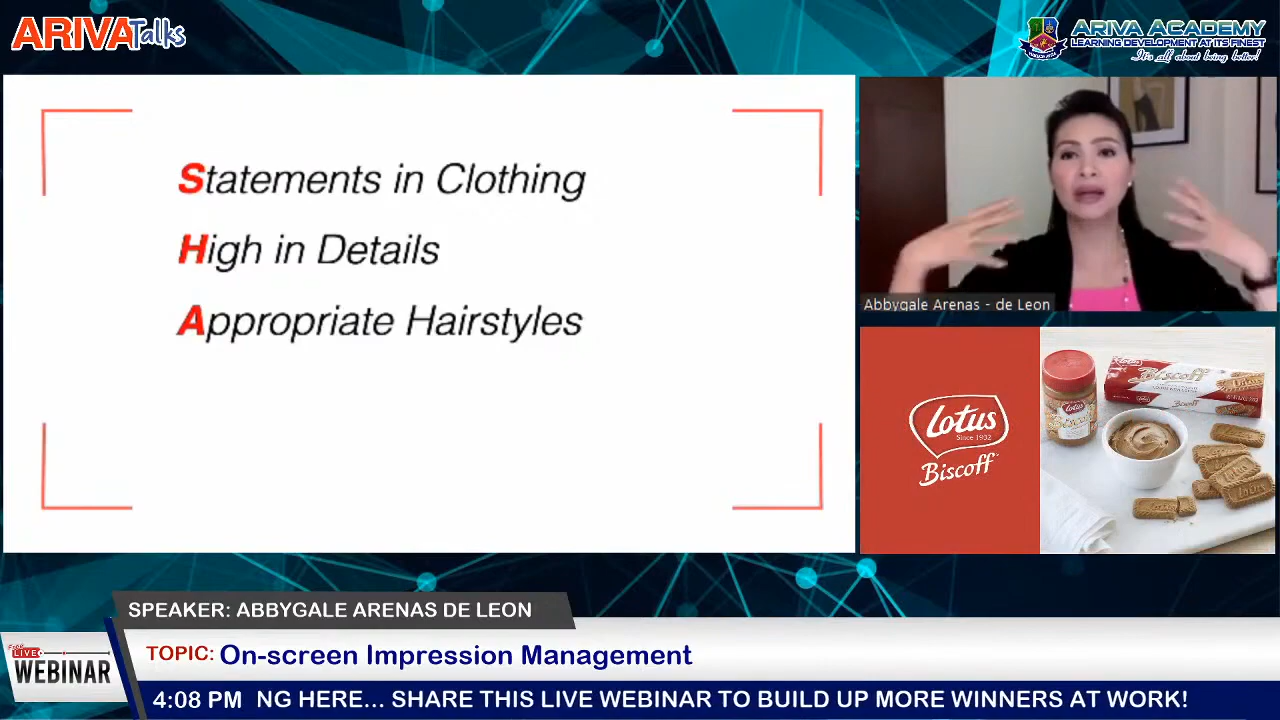 ARIVATalks
ARIVA ACADEMY
LEARNING DEVELOPMENT AT ITS FINEST
It's all about being better!
Statements in Clothing
High in Details
Appropriate Hairstyles
Abbygale Arenas - de Leon
Lotus
Since 1932
Biscoff
Lotus
Biscoff
Lotus
Biscoff
SPEAKER: ABBYGALE ARENAS DE LEON
TOPIC: On-screen Impression Management
Free LIVE
WEBINAR
4:08 PM NG HERE... SHARE THIS LIVE WEBINAR TO BUILD UP MORE WINNERS AT WORK!